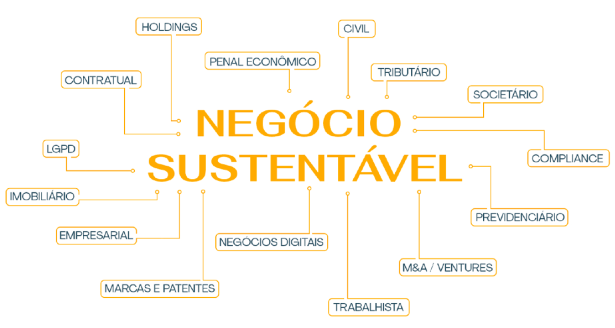 HOLDINGS
CIVIL
PENAL ECONÔMICO
TRIBUTÁRIO
CONTRATUAL
SOCIETÁRIO
NEGÓCIO
SUSTENTÁVEL
LGPD
COMPLIANCE
IMOBILIÁRIO
PREVIDENCIÁRIO
EMPRESARIAL
NEGÓCIOS DIGITAIS
M&A / VENTURES
MARCAS E PATENTES
TRABALHISTA